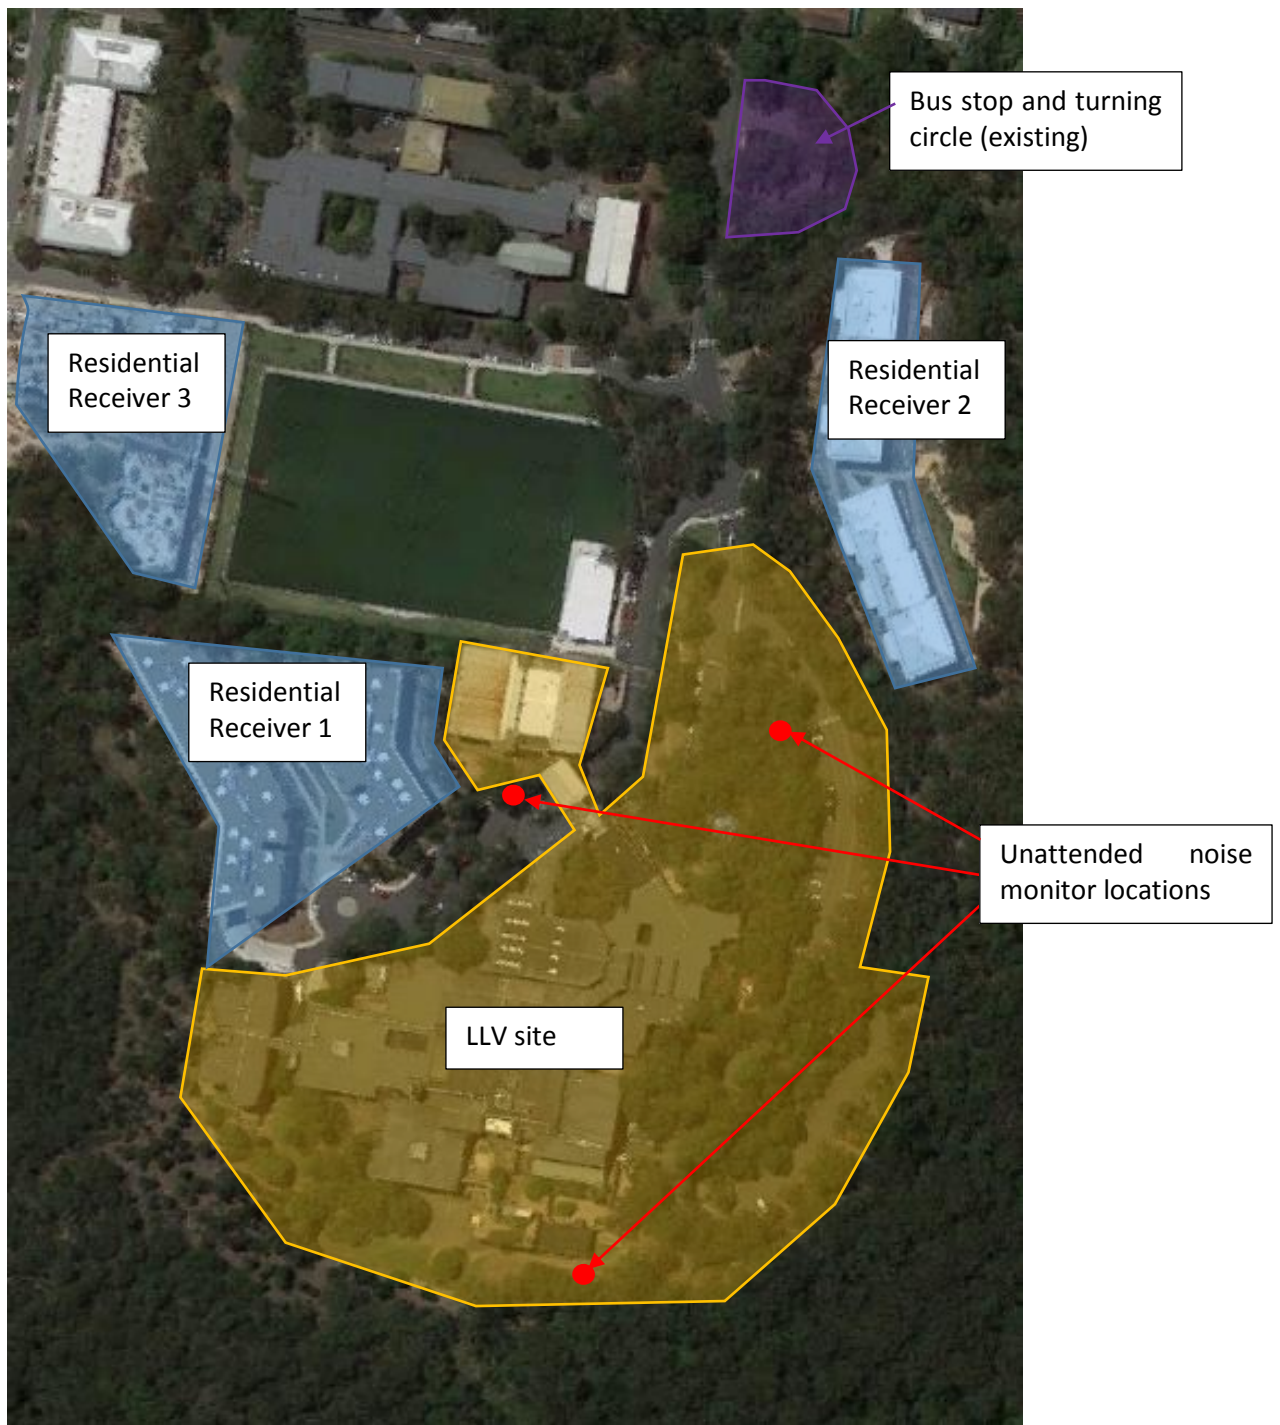 Bus stop and turning
circle (existing)
Residential
Receiver 3
Residential
Receiver 2
Residential
Receiver 1
Unattended noise
monitor locations
LLV site